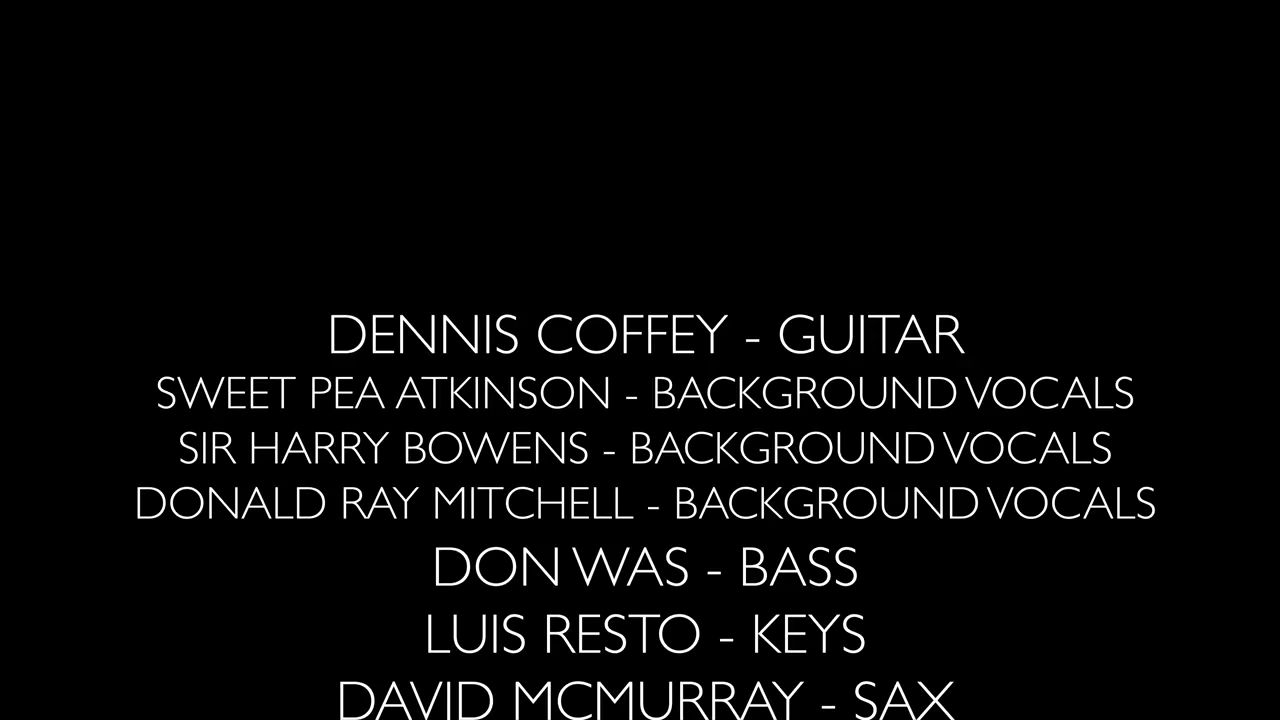 DENNIS COFFEY - GUITAR
SWEET PEA ATKINSON - BACKGROUND VOCALS
SIR HARRY BOWENS - BACKGROUND VOCALS
DONALD RAY MITCHELL - BACKGROUND VOCALS
DON WAS - BASS
LUIS RESTO - KEYS
DAVID MCMURRAY - SAX